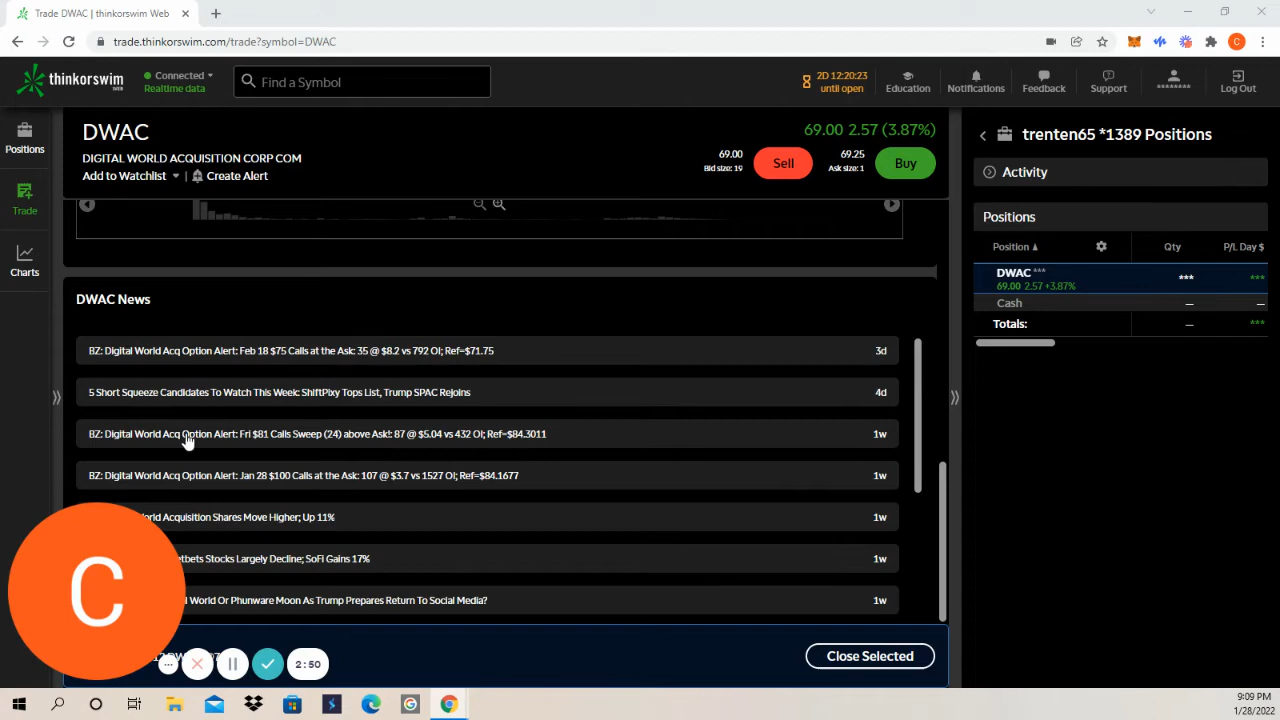 Trade DWAC | thinkorswim Web
trade.thinkorswim.com/trade?symbol=DWAC
C
thinkorswim
WEB
Connected
Realtime data
Find a Symbol
2D 12:20:23
until open
Education
Notifications
Feedback
Support
********
Log Out
Positions
Trade
Charts
DWAC
DIGITAL WORLD ACQUISITION CORP COM
Add to Watchlist | Create Alert
69.00 2.57 (3.87%)
69.00
Bid size: 19
Sell
69.25
Ask size: 1
Buy
DWAC News
BZ: Digital World Acq Option Alert: Feb 18 $75 Calls at the Ask: 35 @ $8.2 vs 792 OI; Ref=$71.75 3d
5 Short Squeeze Candidates To Watch This Week: ShiftPixy Tops List, Trump SPAC Rejoins 4d
BZ: Digital World Acq Option Alert: Fri $81 Calls Sweep (24) above Ask!: 87 @ $5.04 vs 432 OI; Ref=$84.3011 1w
BZ: Digital World Acq Option Alert: Jan 28 $100 Calls at the Ask: 107 @ $3.7 vs 1527 OI; Ref=$84.1677 1w
Acquisition Shares Move Higher; Up 11% 1w
Stocks Largely Decline; SoFi Gains 17% 1w
World Or Phunware Moon As Trump Prepares Return To Social Media? 1w
Close Selected
C
2:50
trenten65 *1389 Positions
Activity
Positions
Position Qty P/L Day $
DWAC *** *** ***
69.00 2.57 +3.87%
Cash – –
Totals: – ***
9:09 PM
1/28/2022